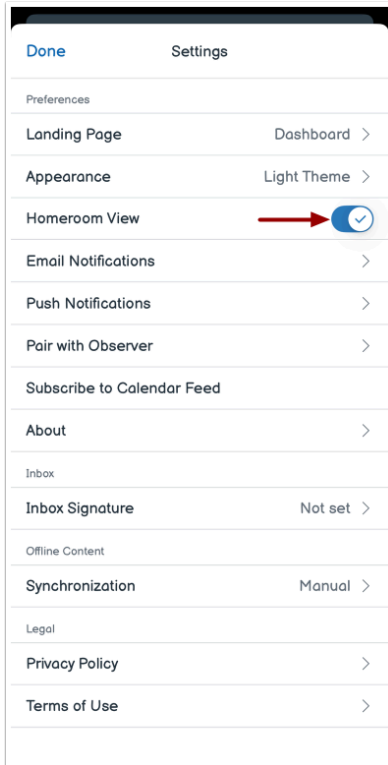 Done Settings
Preferences
Landing Page Dashboard
Appearance Light Theme
Homeroom View
Email Notifications
Push Notifications
Pair with Observer
Subscribe to Calendar Feed
About
Inbox
Inbox Signature Not set
Offline Content
Synchronization Manual
Legal
Privacy Policy
Terms of Use